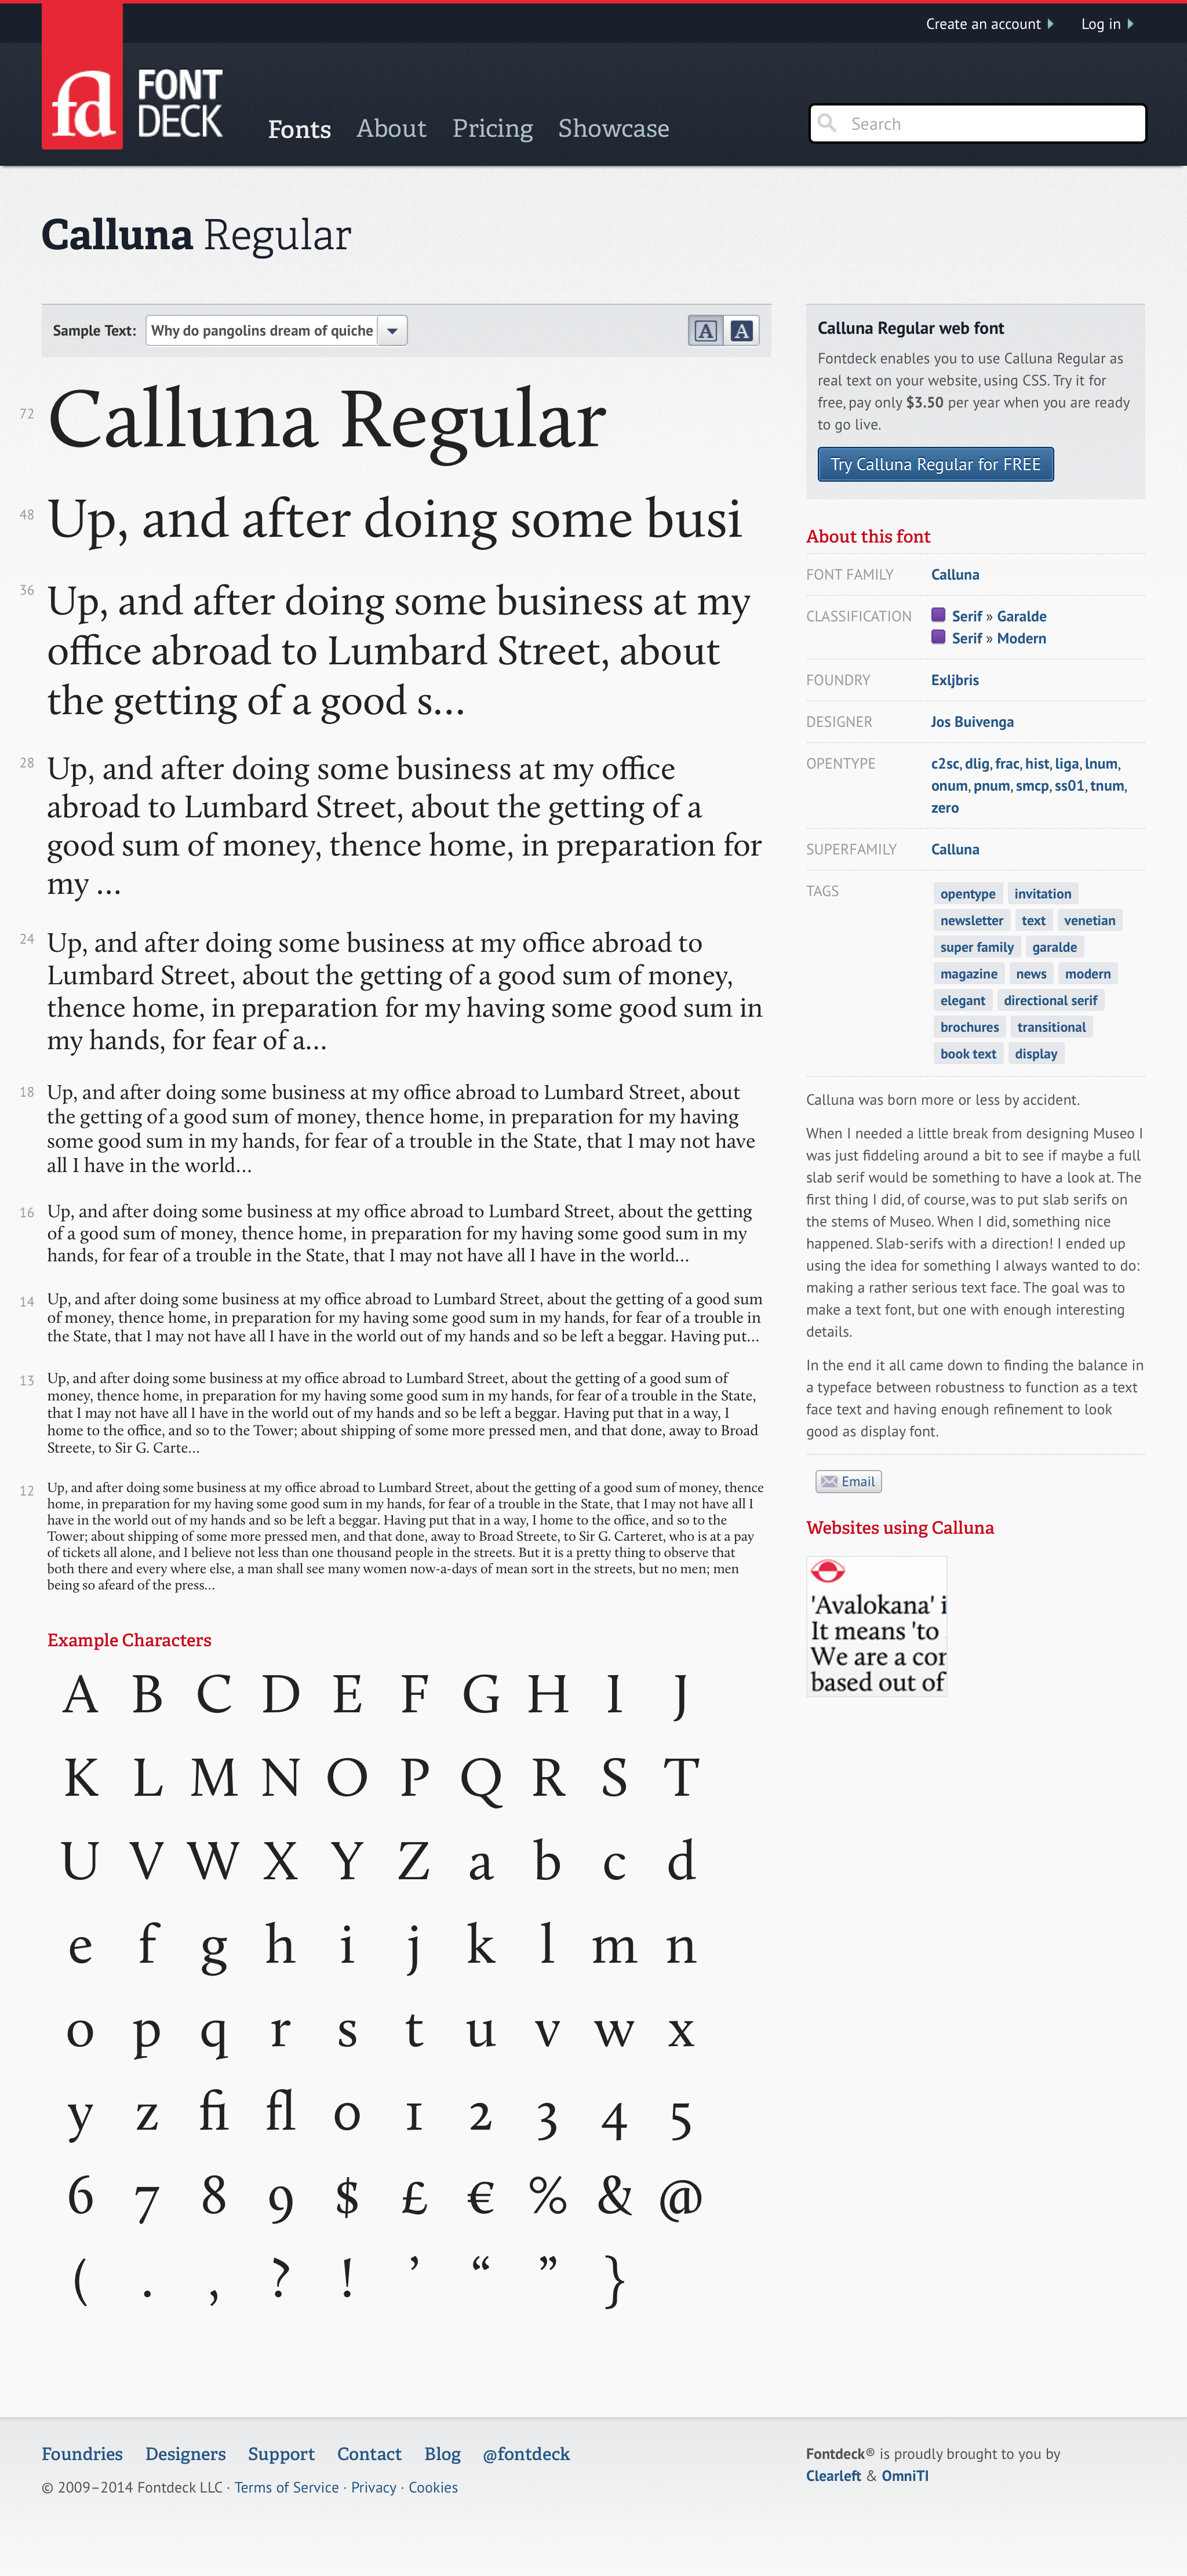 Create an account
Log in
fd
FONT
DECK
Fonts
About
Pricing
Showcase
Search
Calluna Regular
Sample Text:
Why do pangolins dream of quiche
A
A
72
Calluna Regular
48
Up, and after doing some busi
36
Up, and after doing some business at my
office abroad to Lumbard Street, about
the getting of a good s...
28
Up, and after doing some business at my office
abroad to Lumbard Street, about the getting of a
good sum of money, thence home, in preparation for
my ...
24
Up, and after doing some business at my office abroad to
Lumbard Street, about the getting of a good sum of money,
thence home, in preparation for my having some good sum in
my hands, for fear of a...
18
Up, and after doing some business at my office abroad to Lumbard Street, about
the getting of a good sum of money, thence home, in preparation for my having
some good sum in my hands, for fear of a trouble in the State, that I may not have
all I have in the world...
16
Up, and after doing some business at my office abroad to Lumbard Street, about the getting
of a good sum of money, thence home, in preparation for my having some good sum in my
hands, for fear of a trouble in the State, that I may not have all I have in the world...
14
Up, and after doing some business at my office abroad to Lumbard Street, about the getting of a good sum
of money, thence home, in preparation for my having some good sum in my hands, for fear of a trouble in
the State, that I may not have all I have in the world out of my hands and so be left a beggar. Having put...
13
Up, and after doing some business at my office abroad to Lumbard Street, about the getting of a good sum of
money, thence home, in preparation for my having some good sum in my hands, for fear of a trouble in the State,
that I may not have all I have in the world out of my hands and so be left a beggar. Having put that in a way, I
home to the office, and so to the Tower; about shipping of some more pressed men, and that done, away to Broad
Streete, to Sir G. Carte...
12
Up, and after doing some business at my office abroad to Lumbard Street, about the getting of a good sum of money, thence
home, in preparation for my having some good sum in my hands, for fear of a trouble in the State, that I may not have all I
have in the world out of my hands and so be left a beggar. Having put that in a way, I home to the office, and so to the
Tower; about shipping of some more pressed men, and that done, away to Broad Streete, to Sir G. Carteret, who is at a pay
of tickets all alone, and I believe not less than one thousand people in the streets. But it is a pretty thing to observe that
both there and every where else, a man shall see many women now-a-days of mean sort in the streets, but no men; men
being so afeard of the press...
Example Characters
A B C D E F G H I J
K L M N O P Q R S T
U V W X Y Z a b c d
e f g h i j k l m n
o p q r s t u v w x
y z fi fl 0 1 2 3 4 5
6 7 8 9 $ £ € % & @
( . , ? ! ’ “ ” }
Calluna Regular web font
Fontdeck enables you to use Calluna Regular as
real text on your website, using CSS. Try it for
free, pay only $3.50 per year when you are ready
to go live.
Try Calluna Regular for FREE
About this font
FONT FAMILY
Calluna
CLASSIFICATION
Serif » Garalde
Serif » Modern
FOUNDRY
Exljbris
DESIGNER
Jos Buivenga
OPENTYPE
c2sc, dlig, frac, hist, liga, lnum,
onum, pnum, smcp, ss01, tnum,
zero
SUPERFAMILY
Calluna
TAGS
opentype invitation
newsletter text venetian
super family garalde
magazine news modern
elegant directional serif
brochures transitional
book text display
Calluna was born more or less by accident.
When I needed a little break from designing Museo I
was just fiddeling around a bit to see if maybe a full
slab serif would be something to have a look at. The
first thing I did, of course, was to put slab serifs on
the stems of Museo. When I did, something nice
happened. Slab-serifs with a direction! I ended up
using the idea for something I always wanted to do:
making a rather serious text face. The goal was to
make a text font, but one with enough interesting
details.
In the end it all came down to finding the balance in
a typeface between robustness to function as a text
face text and having enough refinement to look
good as display font.
Email
Websites using Calluna
'Avalokana' i
It means 'to
We are a cor
based out of
Foundries
Designers
Support
Contact
Blog
@fontdeck
© 2009–2014 Fontdeck LLC · Terms of Service · Privacy · Cookies
Fontdeck® is proudly brought to you by
Clearleft & OmniTI